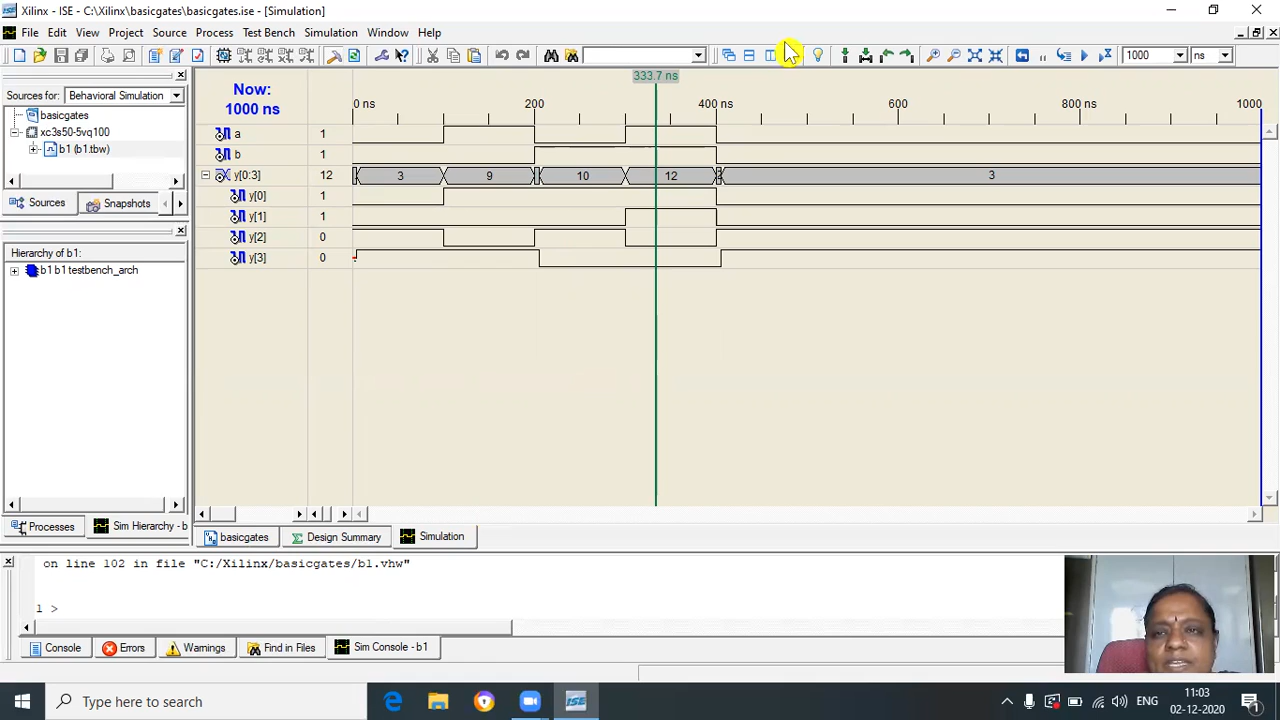 Xilinx - ISE - C:\Xilinx\basicgates\basicgates.ise - [Simulation]
File Edit View Project Source Process Test Bench Simulation Window Help
1000 ns
Sources for: Behavioral Simulation
basicgates
xc3s50-5vq100
b1 (b1.tbw)
Sources Snapshots
Hierarchy of b1:
b1 b1 testbench_arch
Processes Sim Hierarchy - b
333.7 ns
Now:
1000 ns
0 ns 200 400 ns 600 800 ns 1000
a 1
b 1
y[0:3] 12 3 9 10 12 3
y[0] 1
y[1] 1
y[2] 0
y[3] 0
basicgates Design Summary Simulation
on line 102 in file "C:/Xilinx/basicgates/b1.vhw"
1 >
Console Errors Warnings Find in Files Sim Console - b1
Type here to search
ISE
ENG
11:03
02-12-2020
1